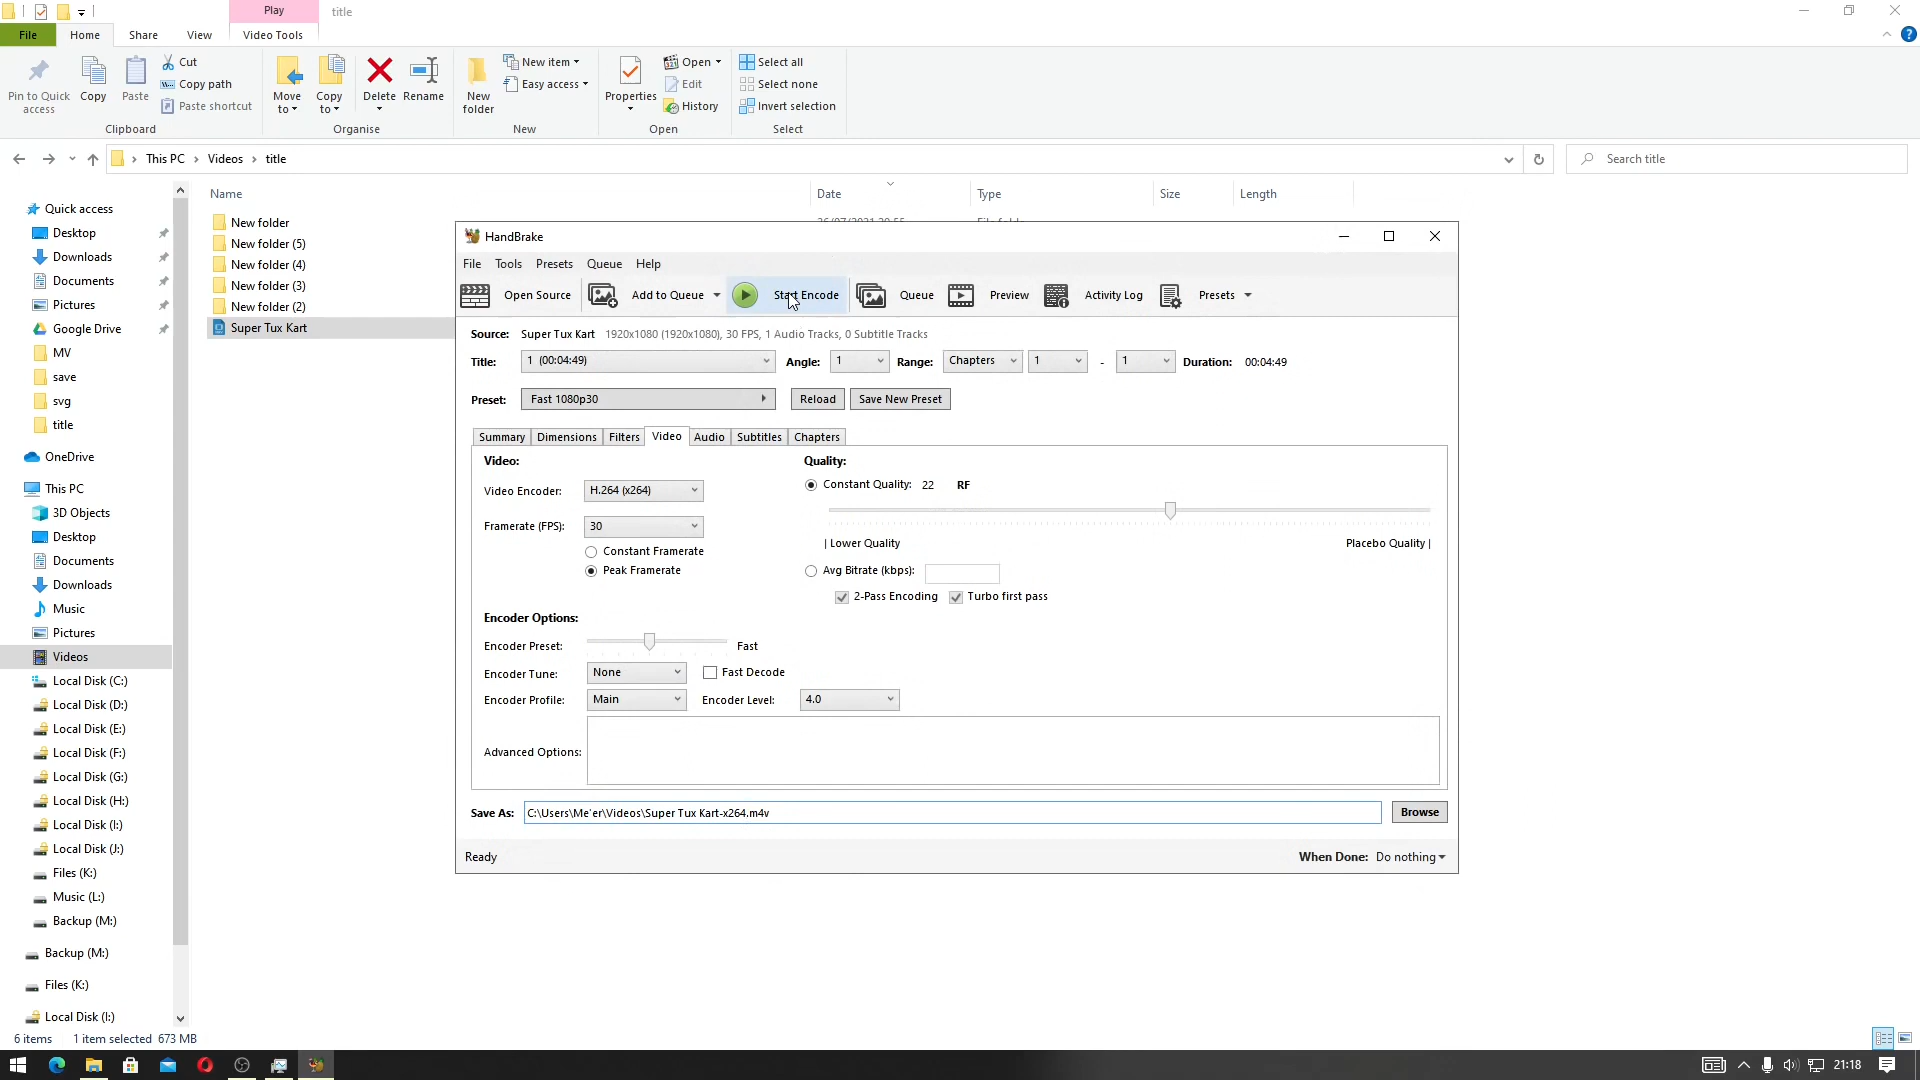 Play
title
File
Home
Share
View
Video Tools
Pin to Quick access
Copy
Paste
Cut
Copy path
Paste shortcut
Clipboard
Move to
Copy to
Delete
Rename
Organise
New folder
New item
Easy access
New
Properties
Open
Edit
History
Open
Select all
Select none
Invert selection
Select
This PC
Videos
title
Search title
Name
Date
Type
Size
Length
New folder
New folder (5)
New folder (4)
New folder (3)
New folder (2)
Super Tux Kart
Quick access
Desktop
Downloads
Documents
Pictures
Google Drive
MV
save
svg
title
OneDrive
This PC
3D Objects
Desktop
Documents
Downloads
Music
Pictures
Videos
Local Disk (C:)
Local Disk (D:)
Local Disk (E:)
Local Disk (F:)
Local Disk (G:)
Local Disk (H:)
Local Disk (I:)
Local Disk (J:)
Files (K:)
Music (L:)
Backup (M:)
Backup (M:)
Files (K:)
Local Disk (I:)
HandBrake
File Tools Presets Queue Help
Open Source Add to Queue Start Encode Queue Preview Activity Log Presets
Source: Super Tux Kart 1920x1080 (1920x1080), 30 FPS, 1 Audio Tracks, 0 Subtitle Tracks
Title: 1 (00:04:49) Angle: 1 Range: Chapters 1 - 1 Duration: 00:04:49
Preset: Fast 1080p30 Reload Save New Preset
Summary Dimensions Filters Video Audio Subtitles Chapters
Video:
Video Encoder: H.264 (x264)
Framerate (FPS): 30
Constant Framerate
Peak Framerate
Quality:
Constant Quality: 22 RF
| Lower Quality Placebo Quality |
Avg Bitrate (kbps):
2-Pass Encoding Turbo first pass
Encoder Options:
Encoder Preset: Fast
Encoder Tune: None Fast Decode
Encoder Profile: Main Encoder Level: 4.0
Advanced Options:
Save As: C:\Users\Me'er\Videos\Super Tux Kart-x264.m4v Browse
Ready When Done: Do nothing
6 items 1 item selected 673 MB
21:18